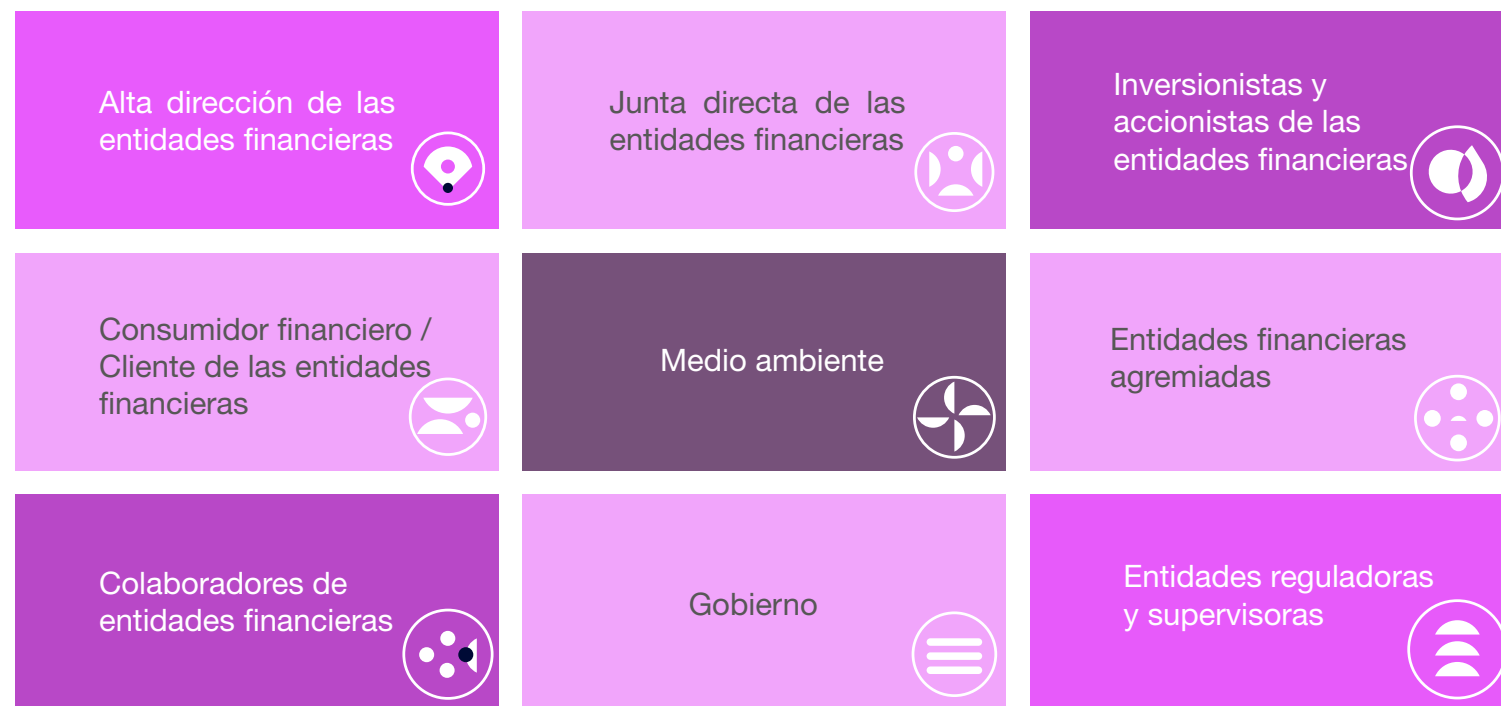 Alta dirección de las
entidades financieras
Junta directa de las
entidades financieras
Inversionistas y
accionistas de las
entidades financieras
Consumidor financiero /
Cliente de las entidades
financieras
Medio ambiente
Entidades financieras
agremiadas
Colaboradores de
entidades financieras
Gobierno
Entidades reguladoras
y supervisoras